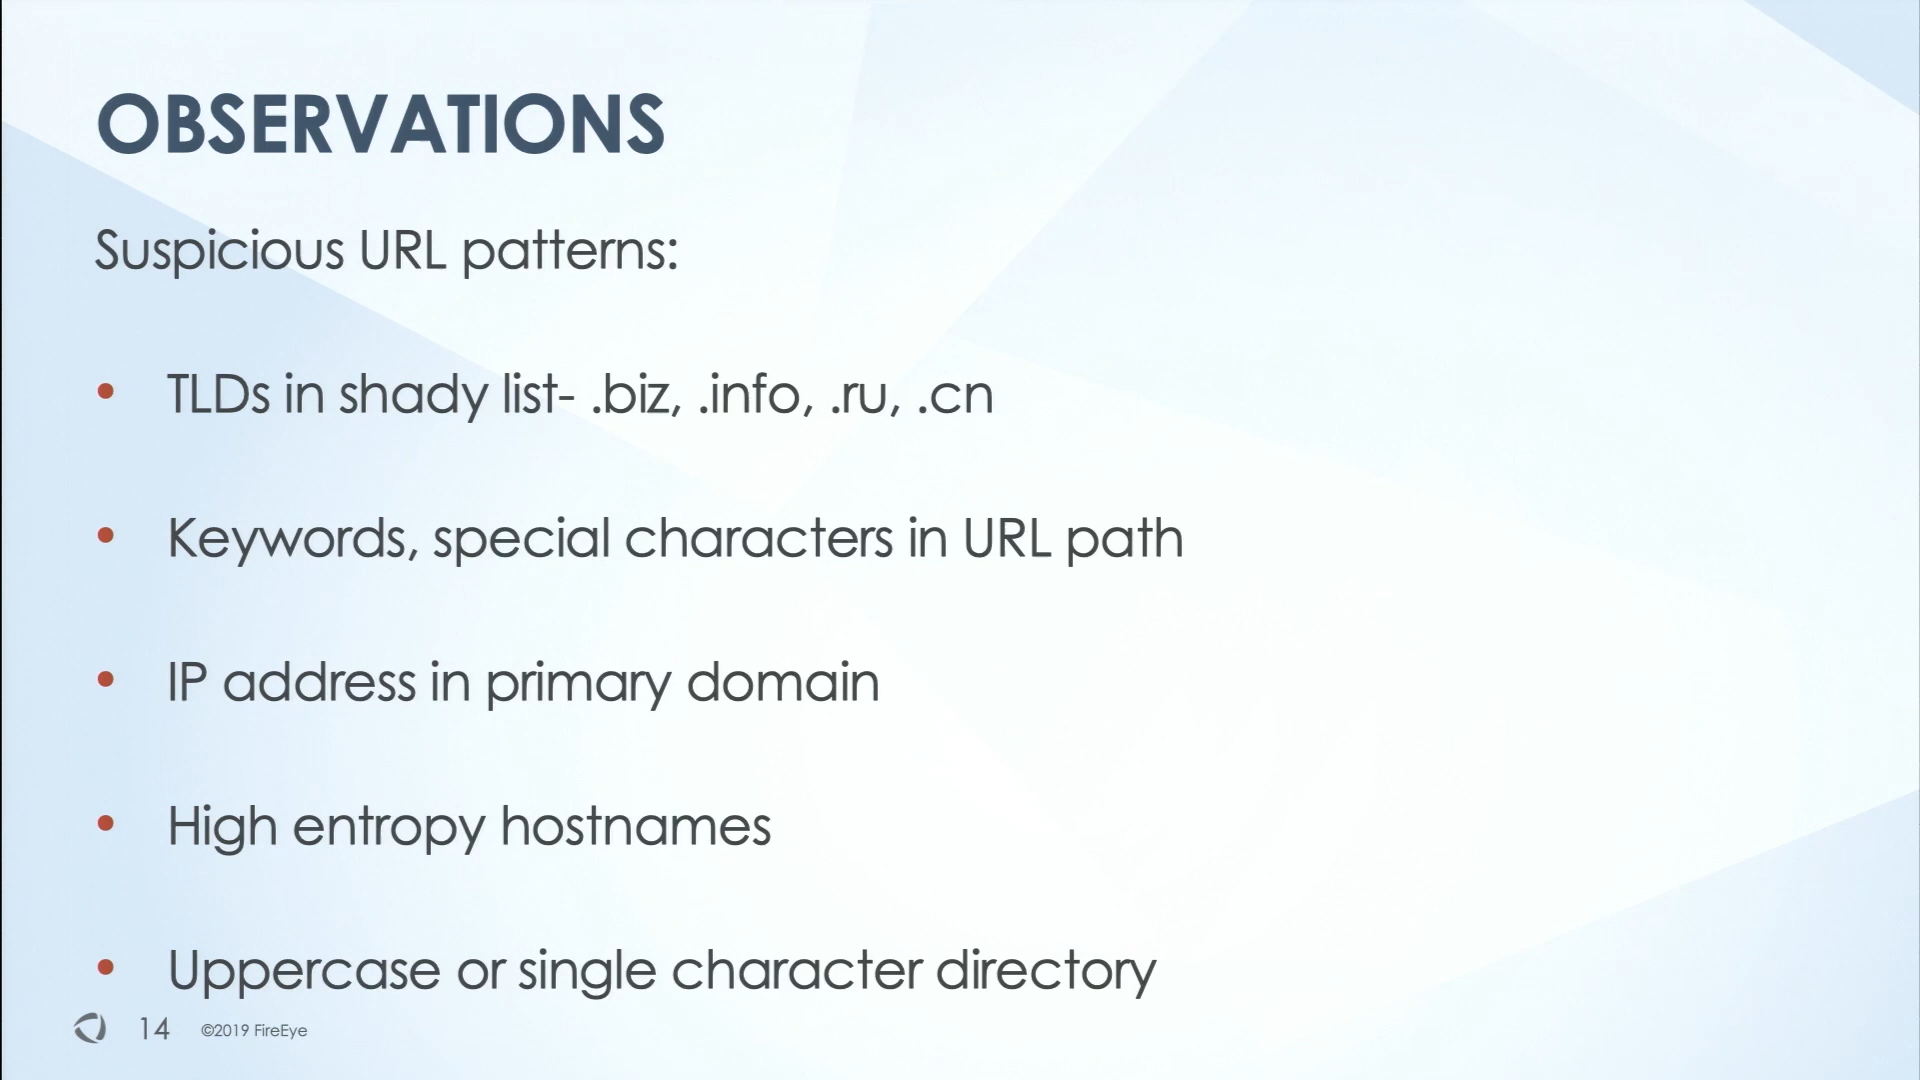 OBSERVATIONS
Suspicious URL patterns:
• TLDs in shady list- .biz, .info, .ru, .cn
• Keywords, special characters in URL path
• IP address in primary domain
• High entropy hostnames
• Uppercase or single character directory
14 ©2019 FireEye